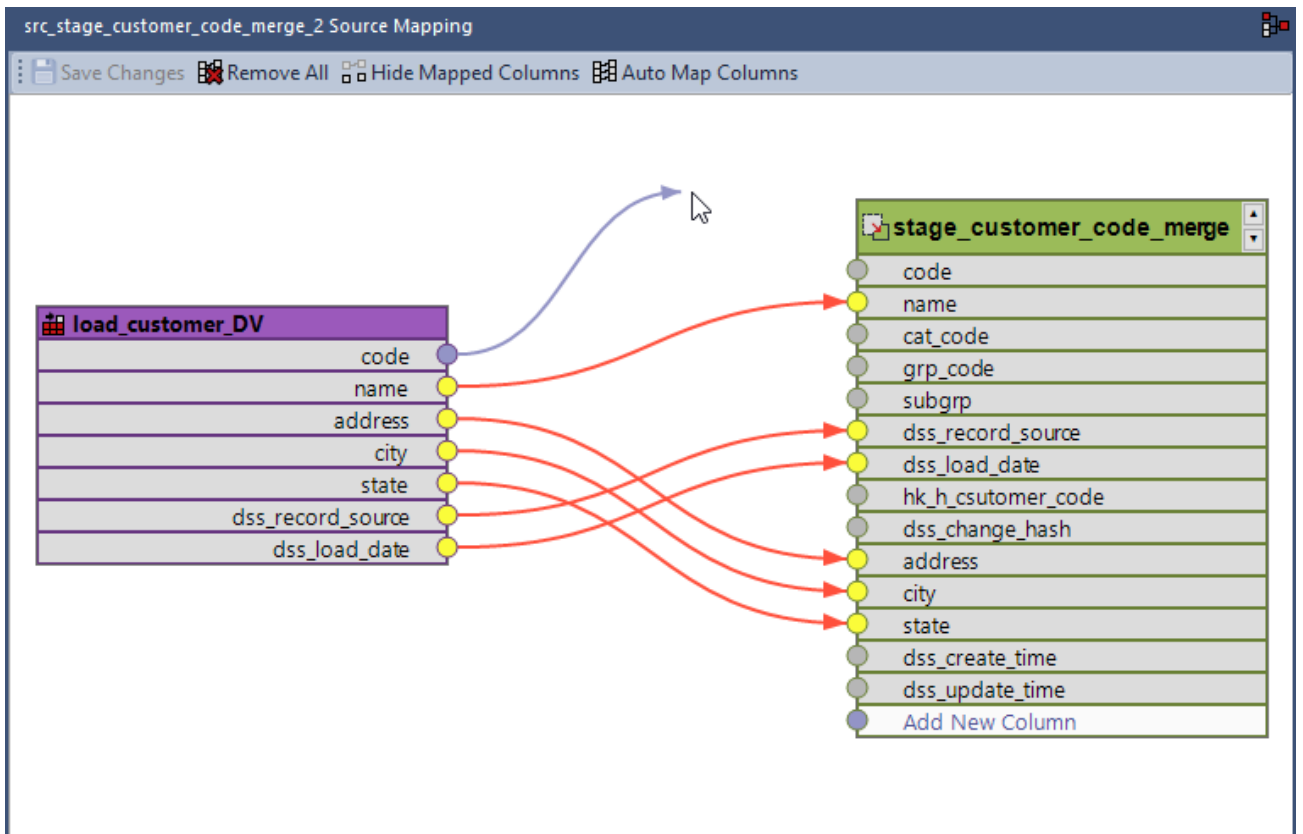 src_stage_customer_code_merge_2 Source Mapping
Save Changes Remove All Hide Mapped Columns Auto Map Columns
load_customer_DV
code
name
address
city
state
dss_record_source
dss_load_date
stage_customer_code_merge
code
name
cat_code
grp_code
subgrp
dss_record_source
dss_load_date
hk_h_csutomer_code
dss_change_hash
address
city
state
dss_create_time
dss_update_time
Add New Column